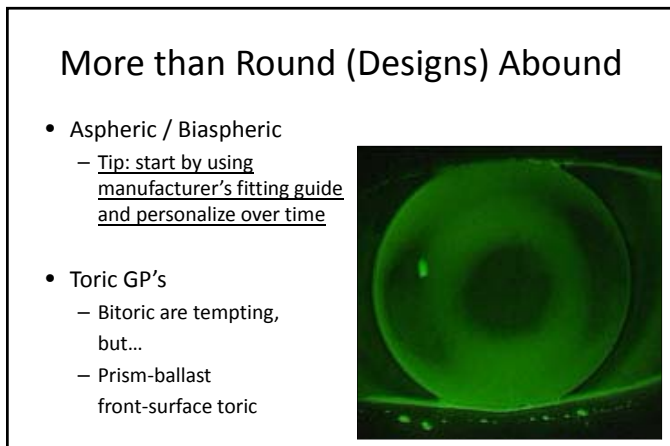 More than Round (Designs) Abound
• Aspheric / Biaspheric
– Tip: start by using
manufacturer's fitting guide
and personalize over time
• Toric GP's
– Bitoric are tempting,
but…
– Prism-ballast
front-surface toric